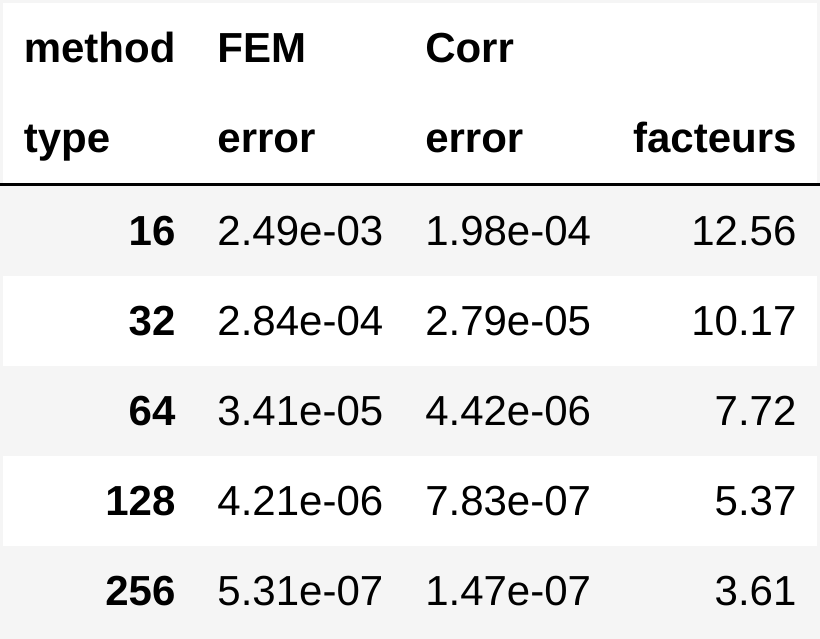 method FEM Corr
type error error facteurs
16 2.49e-03 1.98e-04 12.56
32 2.84e-04 2.79e-05 10.17
64 3.41e-05 4.42e-06 7.72
128 4.21e-06 7.83e-07 5.37
256 5.31e-07 1.47e-07 3.61